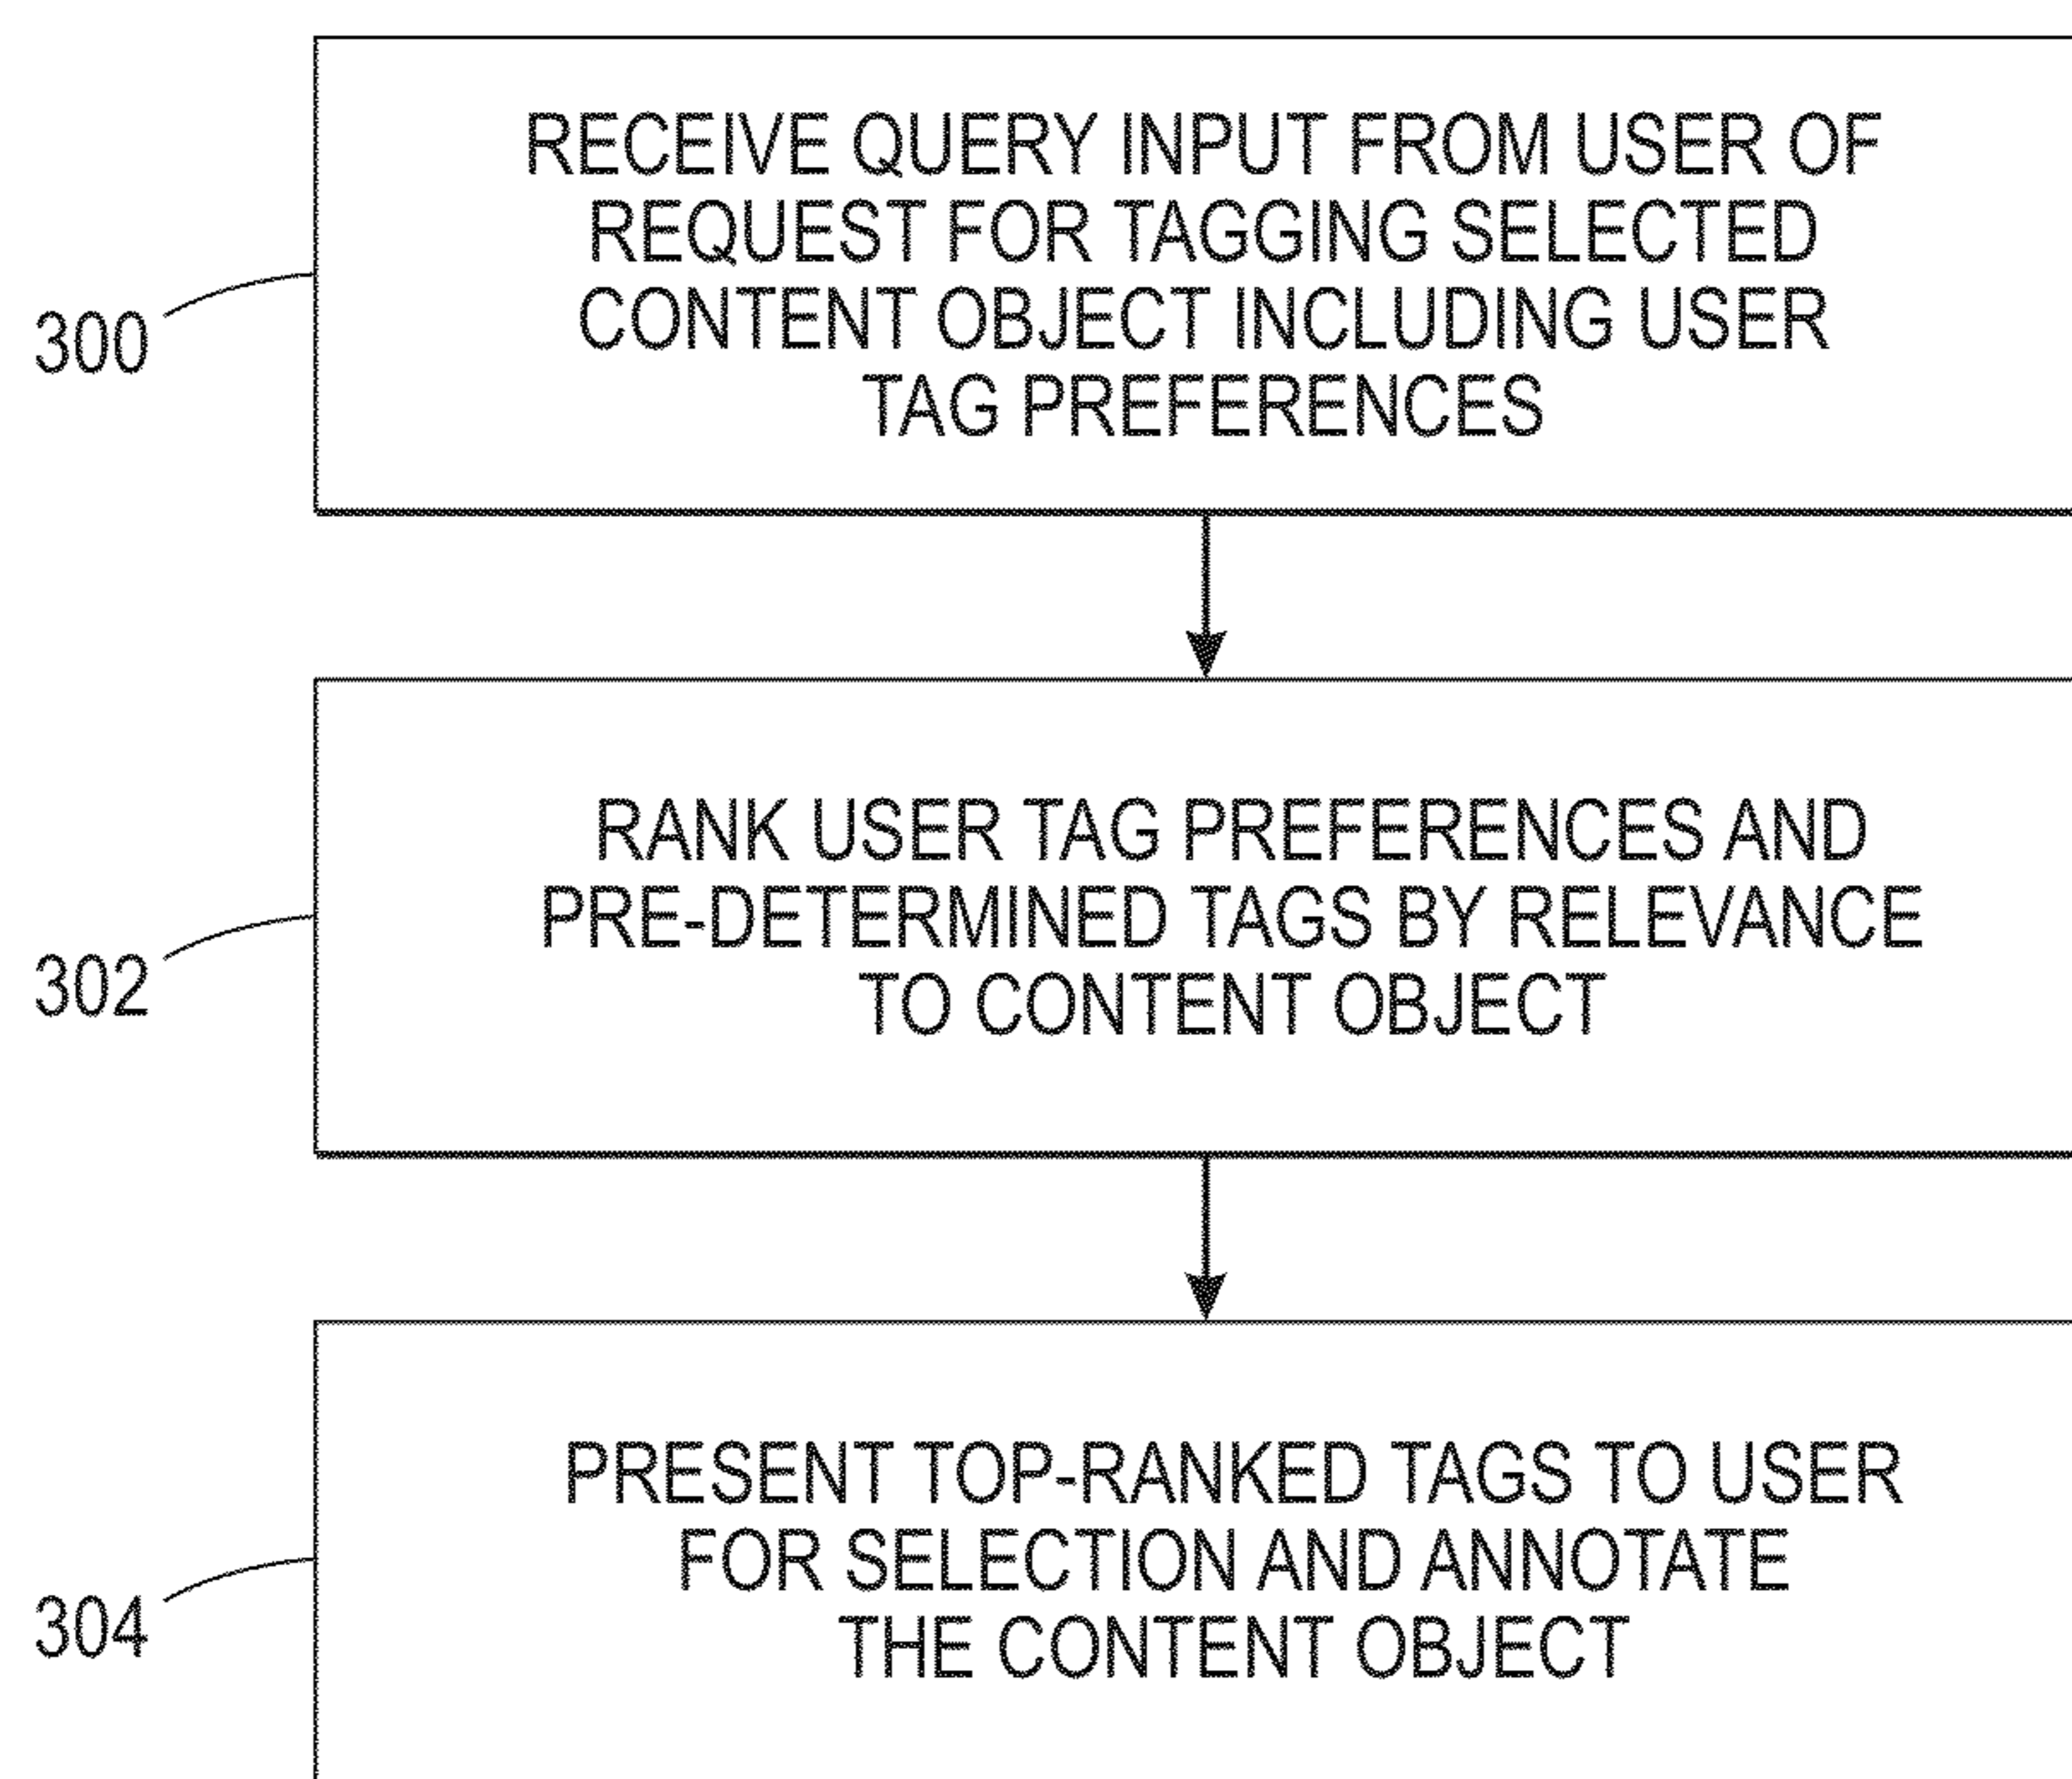 RECEIVE QUERY INPUT FROM USER OF
REQUEST FOR TAGGING SELECTED
CONTENT OBJECT INCLUDING USER
TAG PREFERENCES
300
RANK USER TAG PREFERENCES AND
PRE-DETERMINED TAGS BY RELEVANCE
TO CONTENT OBJECT
302
PRESENT TOP-RANKED TAGS TO USER
FOR SELECTION AND ANNOTATE
THE CONTENT OBJECT
304